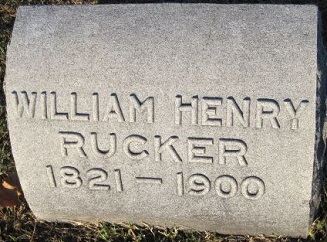 WILLIAM HENRY
RUCKER
1821 – 1900